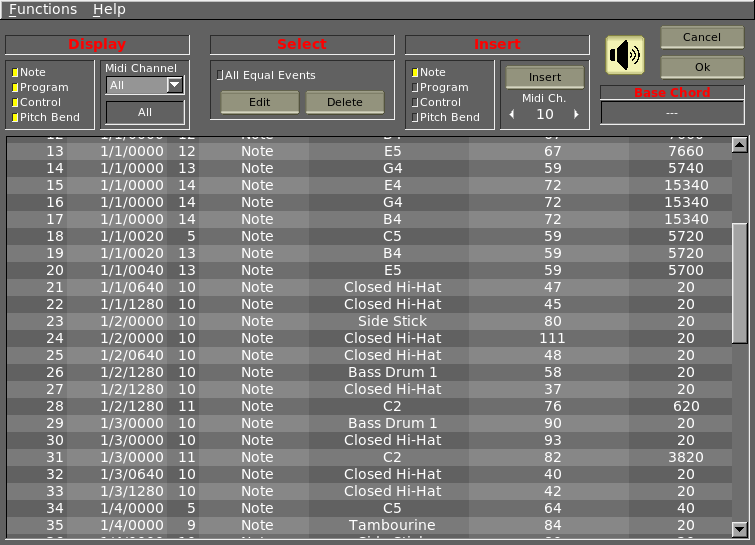 Functions Help
Display Select Insert Cancel
Ok
Note Midi Channel All Equal Events Note Insert
Program All Program
Control Edit Delete Control Midi Ch.
Pitch Bend All Pitch Bend 10
Base Chord
---
13 1/1/0000 12 Note E5 67 7660
14 1/1/0000 13 Note G4 59 5740
15 1/1/0000 14 Note E4 72 15340
16 1/1/0000 14 Note G4 72 15340
17 1/1/0000 14 Note B4 72 15340
18 1/1/0020 5 Note C5 59 5720
19 1/1/0020 13 Note B4 59 5720
20 1/1/0040 13 Note E5 59 5700
21 1/1/0640 10 Note Closed Hi-Hat 47 20
22 1/1/1280 10 Note Closed Hi-Hat 45 20
23 1/2/0000 10 Note Side Stick 80 20
24 1/2/0000 10 Note Closed Hi-Hat 111 20
25 1/2/0640 10 Note Closed Hi-Hat 48 20
26 1/2/1280 10 Note Bass Drum 1 58 20
27 1/2/1280 10 Note Closed Hi-Hat 37 20
28 1/2/1280 11 Note C2 76 620
29 1/3/0000 10 Note Bass Drum 1 90 20
30 1/3/0000 10 Note Closed Hi-Hat 93 20
31 1/3/0000 11 Note C2 82 3820
32 1/3/0640 10 Note Closed Hi-Hat 40 20
33 1/3/1280 10 Note Closed Hi-Hat 42 20
34 1/4/0000 5 Note C5 64 40
35 1/4/0000 9 Note Tambourine 84 20